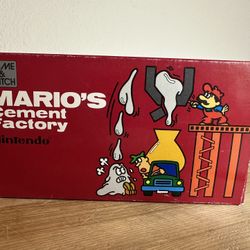 ME
&
TCH
MARIO'S
Cement
Factory
Nintendo